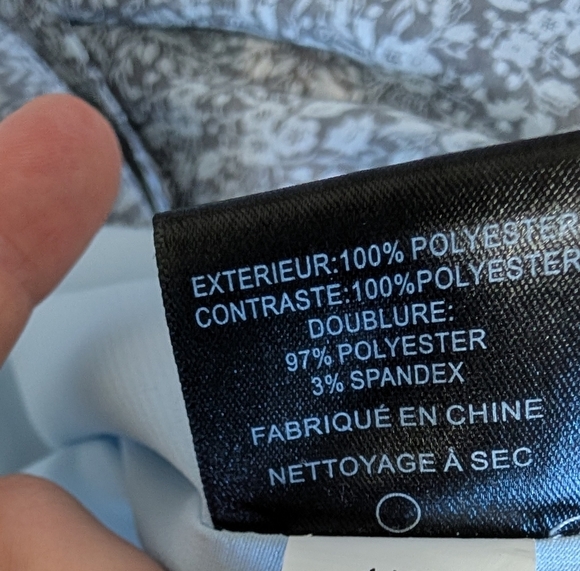 EXTERIEUR:100% POLYESTER
CONTRASTE:100%POLYESTER
DOUBLURE:
97% POLYESTER
3% SPANDEX
FABRIQUÉ EN CHINE
NETTOYAGE À SEC